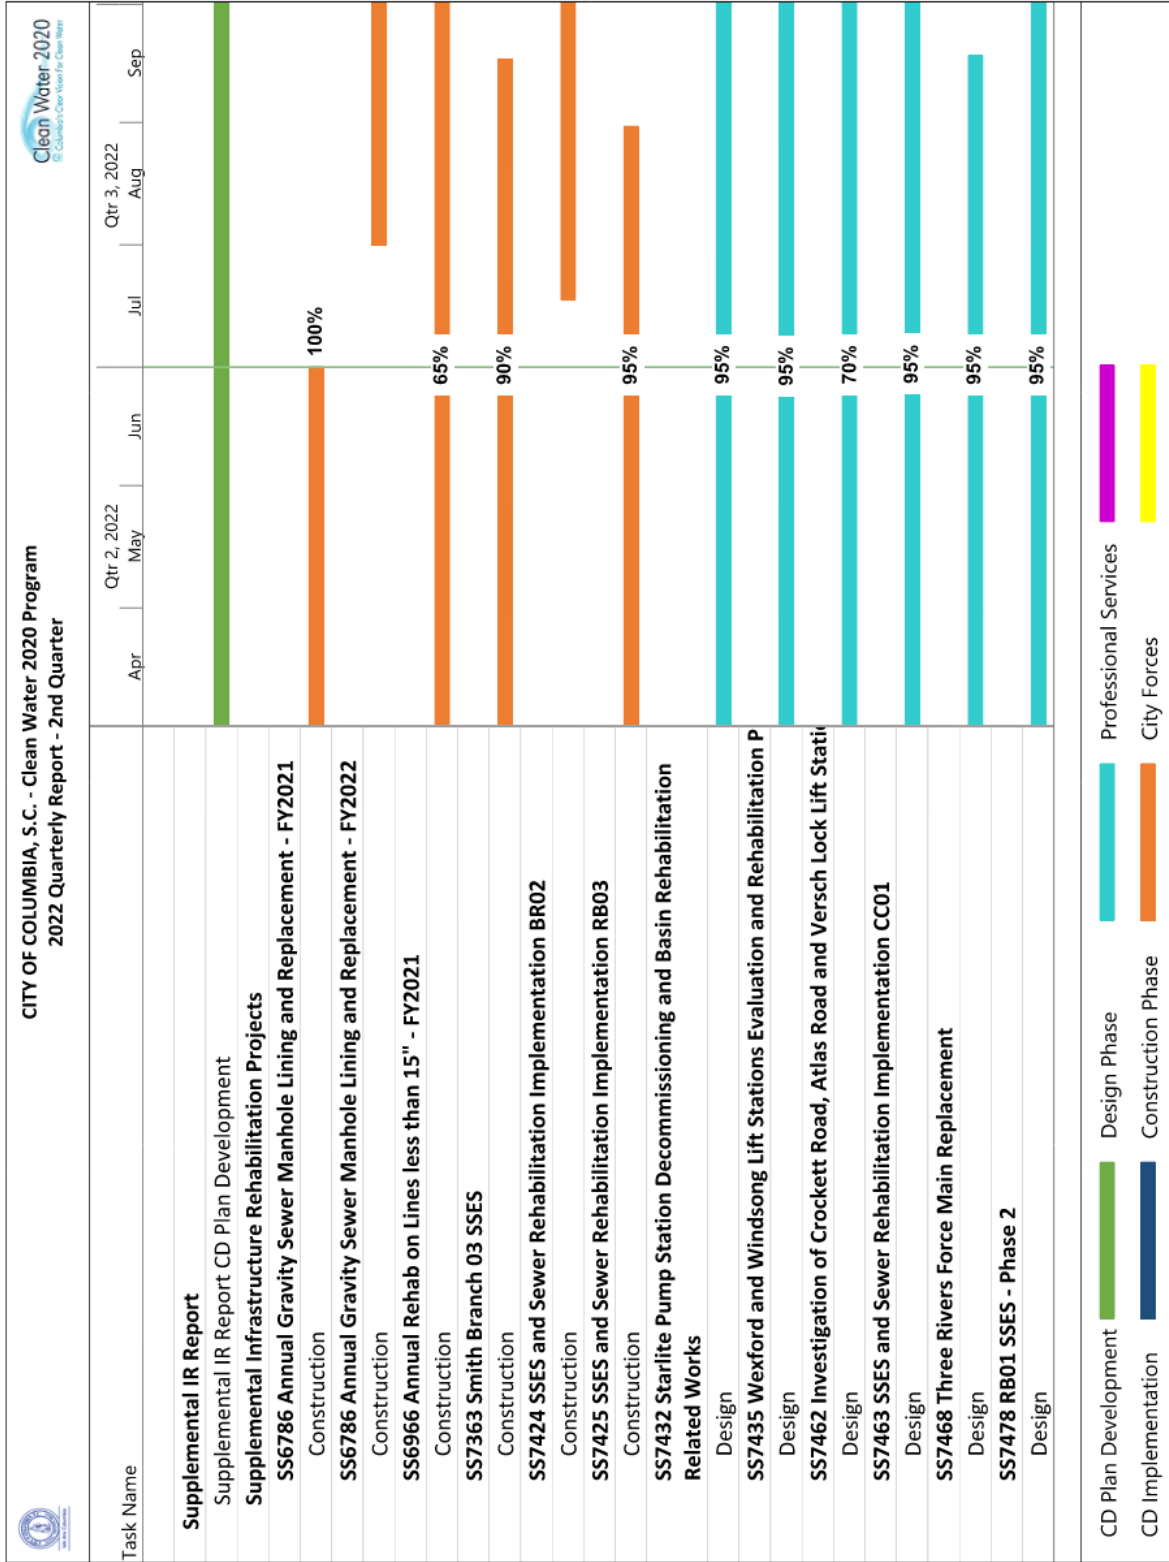 CITY OF COLUMBIA, S.C. - Clean Water 2020 Program
2022 Quarterly Report - 2nd Quarter
Clean Water 2020
© Columbia's Clear Vision For Clean Water
Task Name
Qtr 2, 2022
Qtr 3, 2022
Apr
May
Jun
Jul
Aug
Sep
Supplemental IR Report
Supplemental IR Report CD Plan Development
Supplemental Infrastructure Rehabilitation Projects
SS6786 Annual Gravity Sewer Manhole Lining and Replacement - FY2021
Construction
100%
SS6786 Annual Gravity Sewer Manhole Lining and Replacement - FY2022
Construction
SS6966 Annual Rehab on Lines less than 15" - FY2021
Construction
65%
SS7363 Smith Branch 03 SSES
Construction
90%
SS7424 SSES and Sewer Rehabilitation Implementation BR02
Construction
SS7425 SSES and Sewer Rehabilitation Implementation RB03
Construction
95%
SS7432 Starlite Pump Station Decomissioning and Basin Rehabilitation
Related Works
Design
95%
SS7435 Wexford and Windsong Lift Stations Evaluation and Rehabilitation P
Design
95%
SS7462 Investigation of Crockett Road, Atlas Road and Versch Lock Lift Static
Design
70%
SS7463 SSES and Sewer Rehabilitation Implementation CC01
Design
95%
SS7468 Three Rivers Force Main Replacement
Design
95%
SS7478 RB01 SSES - Phase 2
Design
95%
CD Plan Development
Design Phase
Professional Services
CD Implementation
Construction Phase
City Forces